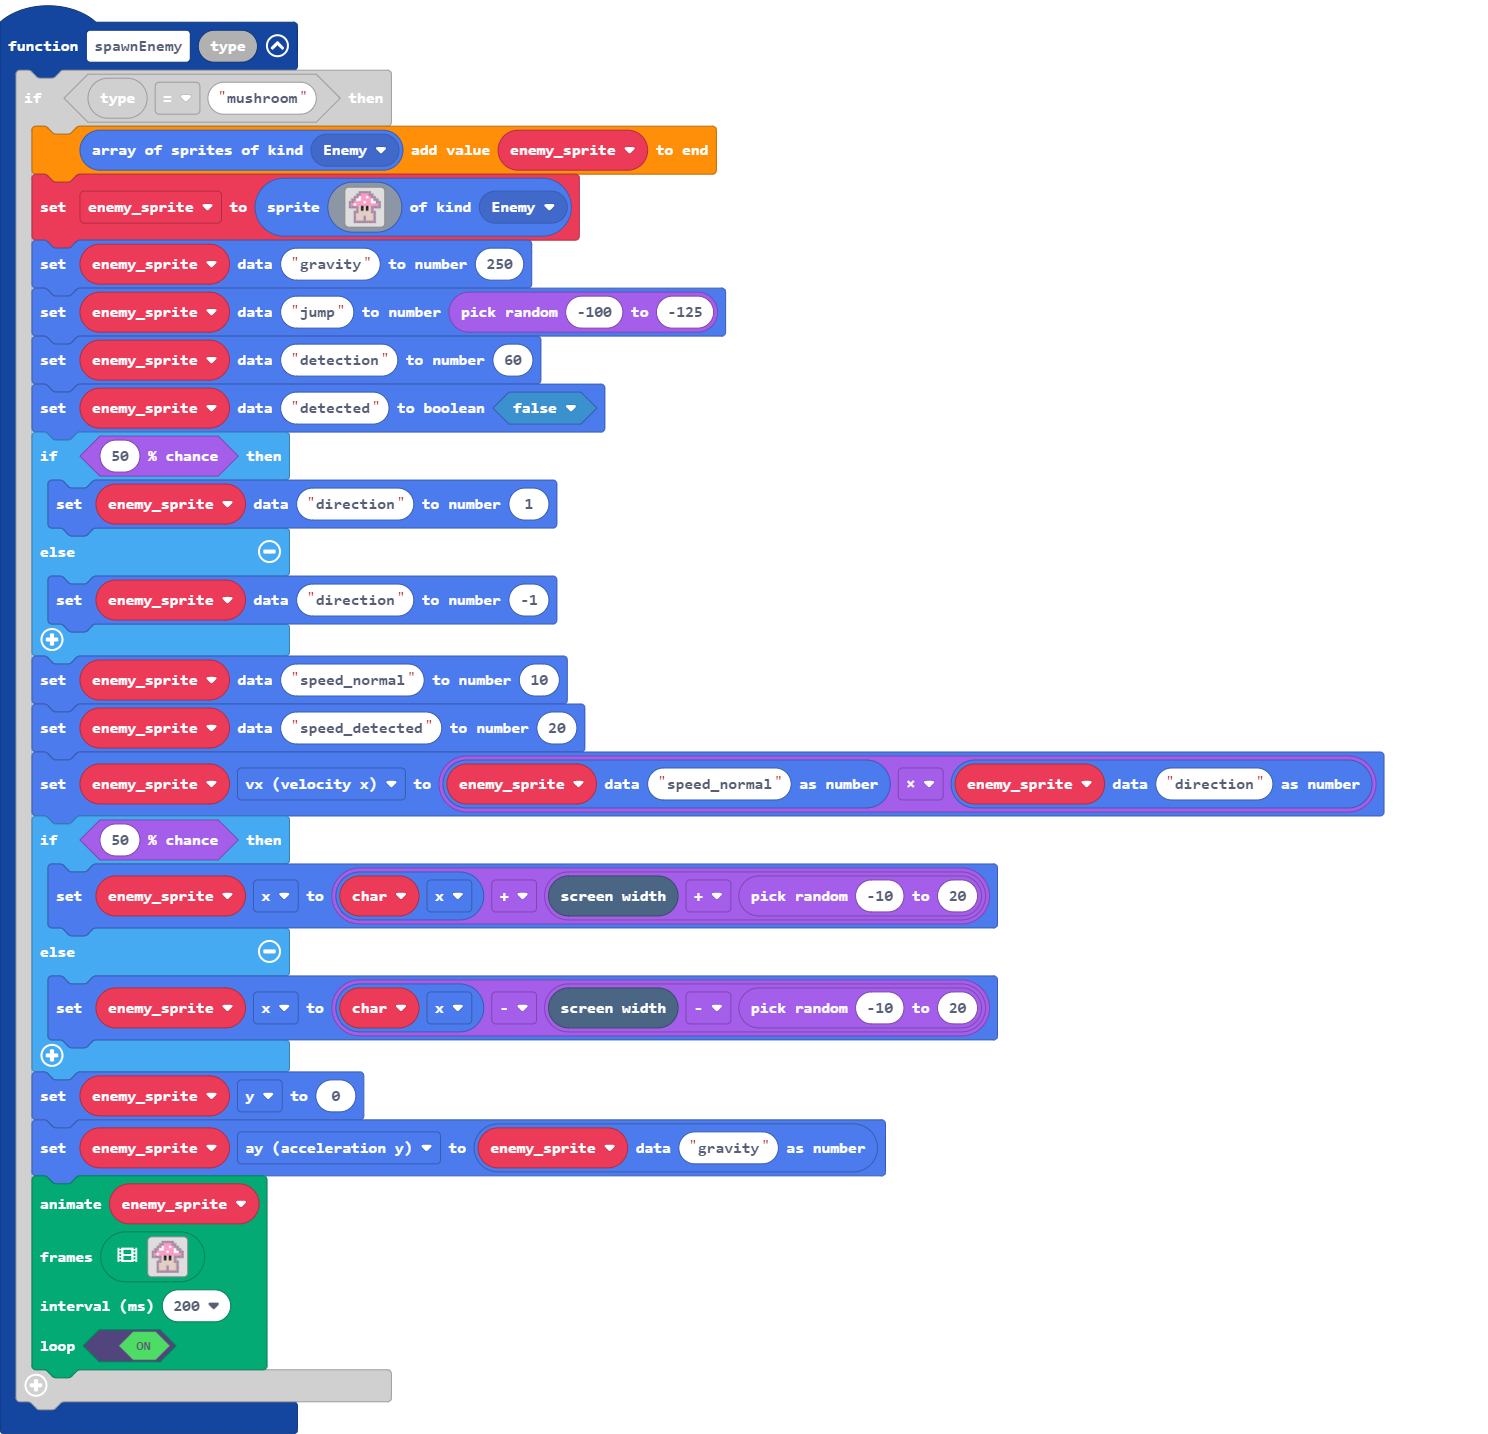 function spawnEnemy type
if type = "mushroom" then
array of sprites of kind Enemy add value enemy_sprite to end
set enemy_sprite to sprite of kind Enemy
set enemy_sprite data "gravity" to number 250
set enemy_sprite data "jump" to number pick random -100 to -125
set enemy_sprite data "detection" to number 60
set enemy_sprite data "detected" to boolean false
if 50 % chance then
set enemy_sprite data "direction" to number 1
else
set enemy_sprite data "direction" to number -1
set enemy_sprite data "speed_normal" to number 10
set enemy_sprite data "speed_detected" to number 20
set enemy_sprite vx (velocity x) to enemy_sprite data "speed_normal" as number × enemy_sprite data "direction" as number
if 50 % chance then
set enemy_sprite x to char x + screen width + pick random -10 to 20
else
set enemy_sprite x to char x - screen width - pick random -10 to 20
set enemy_sprite y to 0
set enemy_sprite ay (acceleration y) to enemy_sprite data "gravity" as number
animate enemy_sprite
frames
interval (ms) 200
loop ON